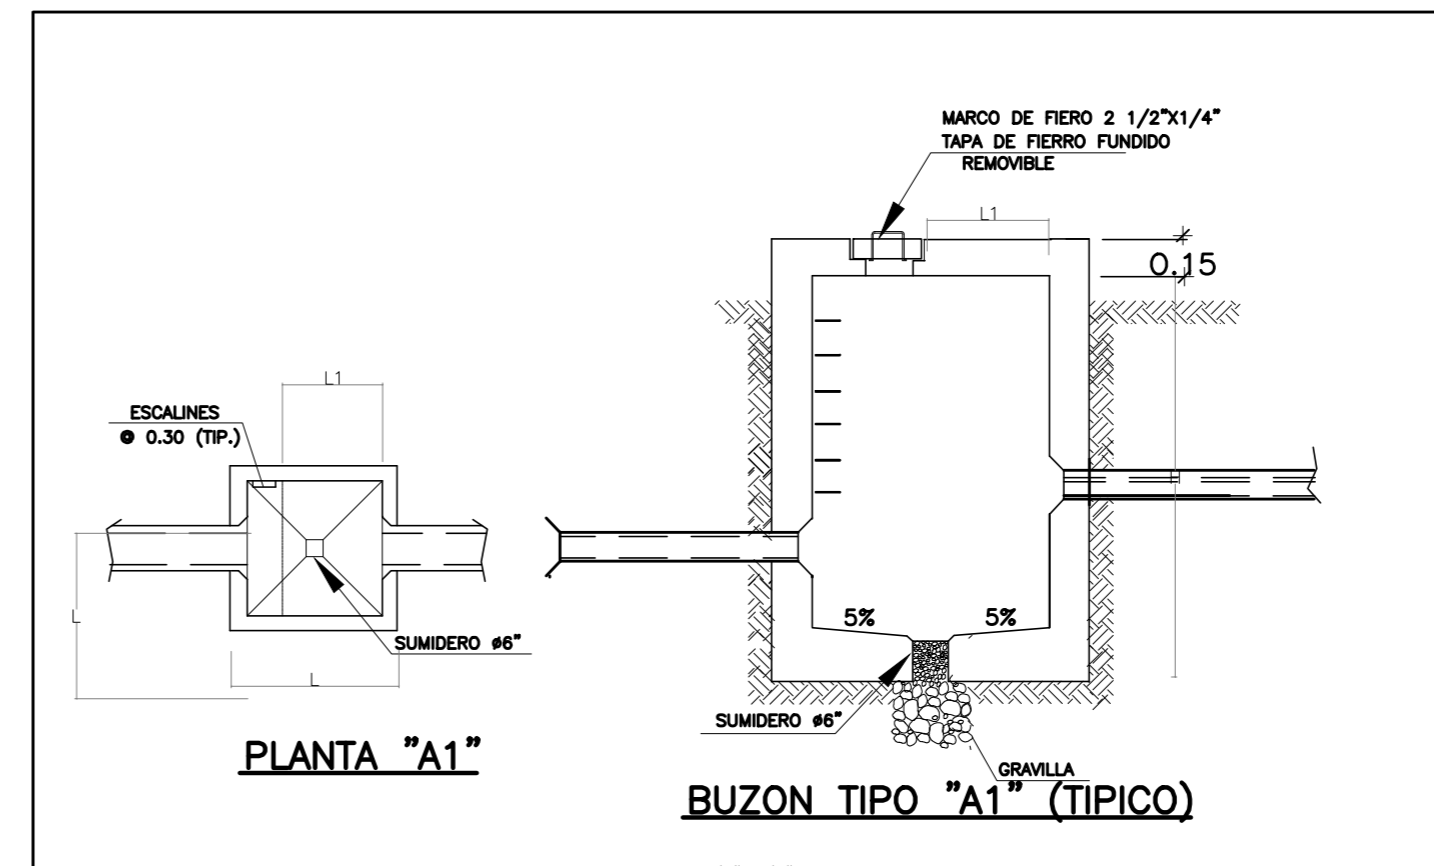 MARCO DE FIERO 2 1/2"X1/4"
TAPA DE FIERRO FUNDIDO
REMOVIBLE
L1
0.15
L1
ESCALINES
@ 0.30 (TIP.)
L
5%
5%
SUMIDERO ø6"
L
SUMIDERO ø6"
PLANTA "A1"
GRAVILLA
BUZON TIPO "A1" (TIPICO)